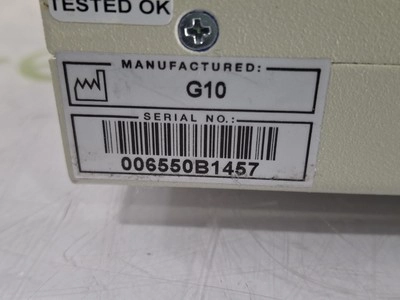 TESTED OK
MANUFACTURED:
G10
SERIAL NO.:
006550B1457